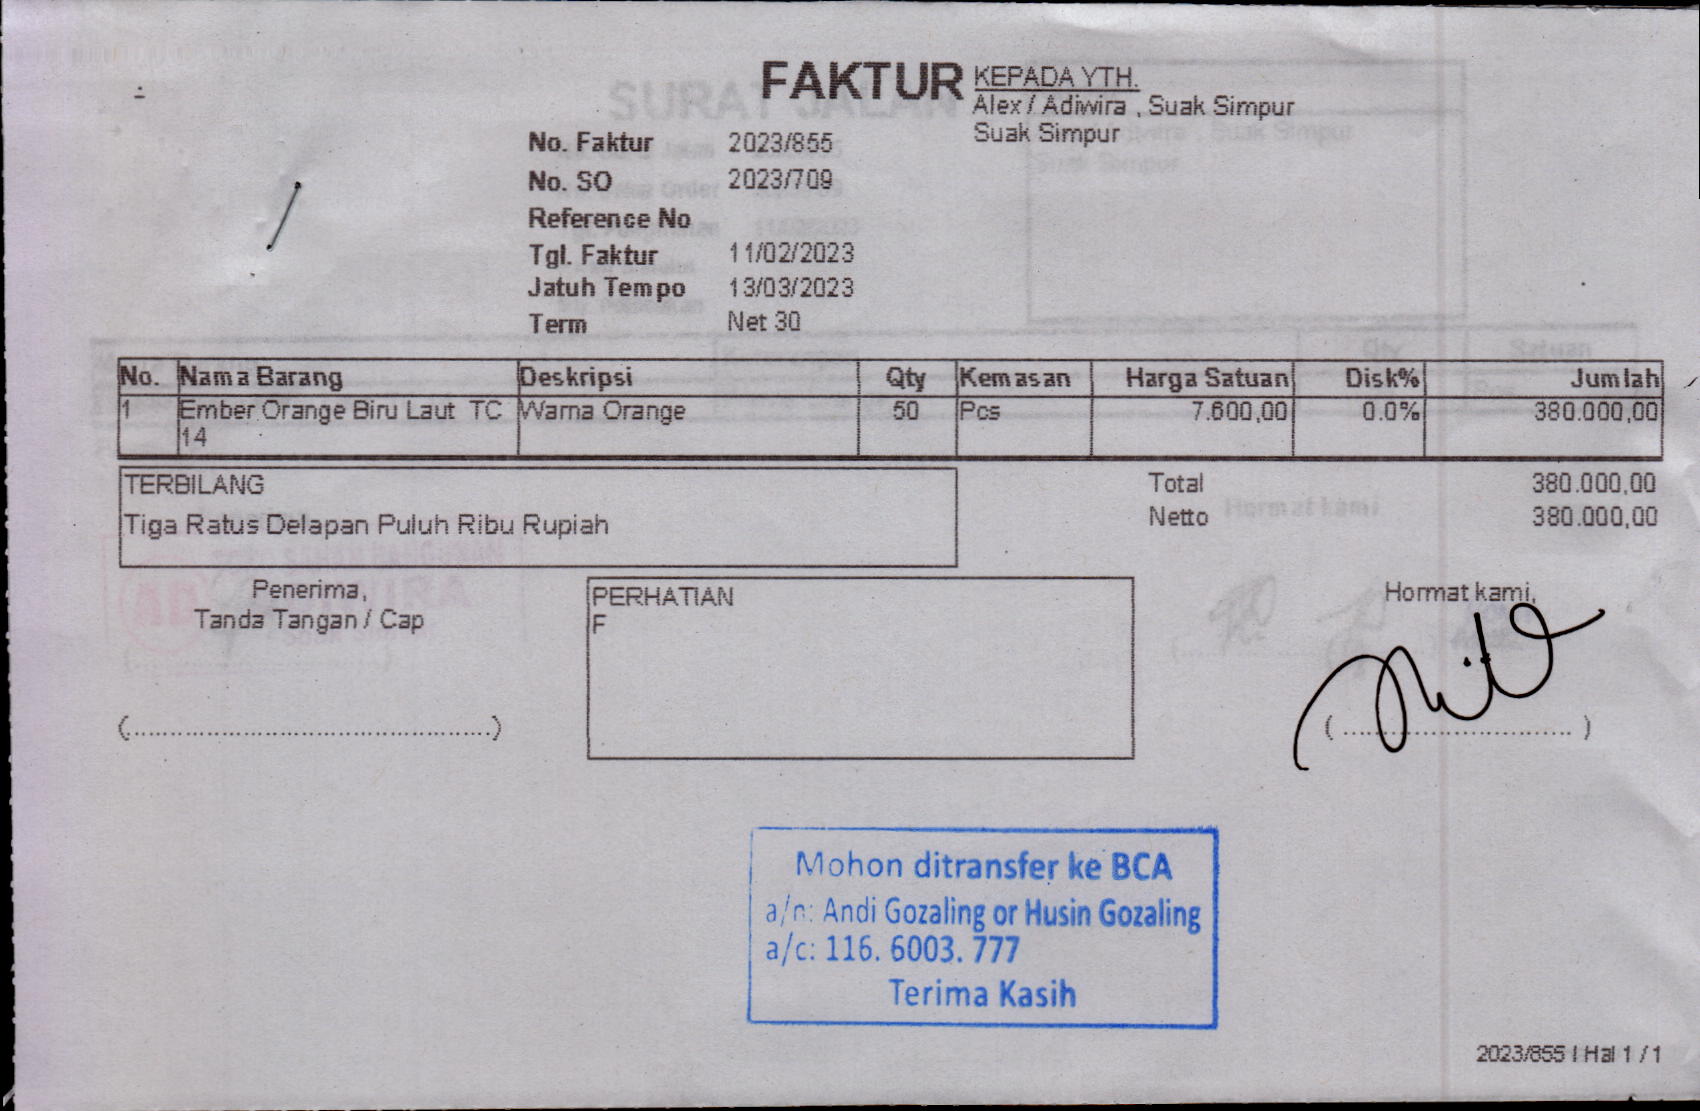 FAKTUR
KEPADA YTH.
Alex / Adiwira , Suak Simpur
Suak Simpur
No. Faktur 2023/855
No. SO 2023/709
Reference No
Tgl. Faktur 11/02/2023
Jatuh Tempo 13/03/2023
Term Net 30
No. Nama Barang Deskripsi Qty Kemasan Harga Satuan Disk% Jumlah
1 Ember Orange Biru Laut TC Warna Orange 50 Pcs 7.600,00 0.0% 380.000,00
14
TERBILANG
Tiga Ratus Delapan Puluh Ribu Rupiah
Total 380.000,00
Netto 380.000,00
Penerima,
Tanda Tangan / Cap
(................................................)
PERHATIAN
F
Hormat kami,
( ............................... )
Mohon ditransfer ke BCA
a/n: Andi Gozaling or Husin Gozaling
a/c: 116. 6003. 777
Terima Kasih
2023/855 I Hal 1 / 1